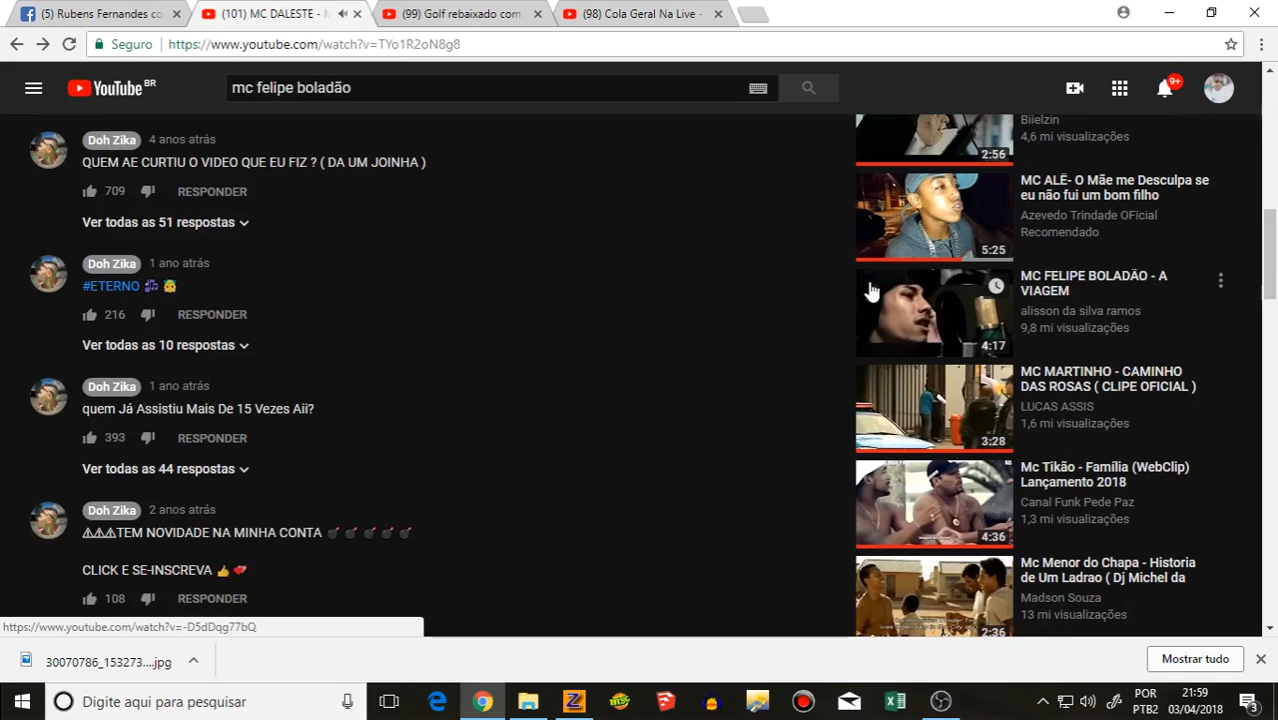 (5) Rubens Fernandes co
(101) MC DALESTE - M
(99) Golf rebaixado com
(98) Cola Geral Na Live -
Seguro
https://www.youtube.com/watch?v=TYo1R2oN8g8
YouTube BR
mc felipe boladão
9+
Doh Zika
4 anos atrás
QUEM AE CURTIU O VIDEO QUE EU FIZ ? ( DA UM JOINHA )
709
RESPONDER
Ver todas as 51 respostas
Doh Zika
1 ano atrás
#ETERNO
216
RESPONDER
Ver todas as 10 respostas
Doh Zika
1 ano atrás
quem Já Assistiu Mais De 15 Vezes Aii?
393
RESPONDER
Ver todas as 44 respostas
Doh Zika
2 anos atrás
⚠⚠⚠TEM NOVIDADE NA MINHA CONTA
CLICK E SE-INSCREVA
108
RESPONDER
2:56
Biielzin
4,6 mi visualizações
5:25
MC ALÊ- O Mãe me Desculpa se
eu não fui um bom filho
Azevedo Trindade OFicial
Recomendado
4:17
MC FELIPE BOLADÃO - A
VIAGEM
alisson da silva ramos
9,8 mi visualizações
3:28
MC MARTINHO - CAMINHO
DAS ROSAS ( CLIPE OFICIAL )
LUCAS ASSIS
1,6 mi visualizações
4:36
Mc Tikão - Família (WebClip)
Lançamento 2018
Canal Funk Pede Paz
1,3 mi visualizações
2:36
Mc Menor do Chapa - Historia
de Um Ladrao ( Dj Michel da
Madson Souza
13 mi visualizações
https://www.youtube.com/watch?v=-D5dDqg77bQ
30070786_153273....jpg
Mostrar tudo
Digite aqui para pesquisar
POR
PTB2
21:59
03/04/2018
3